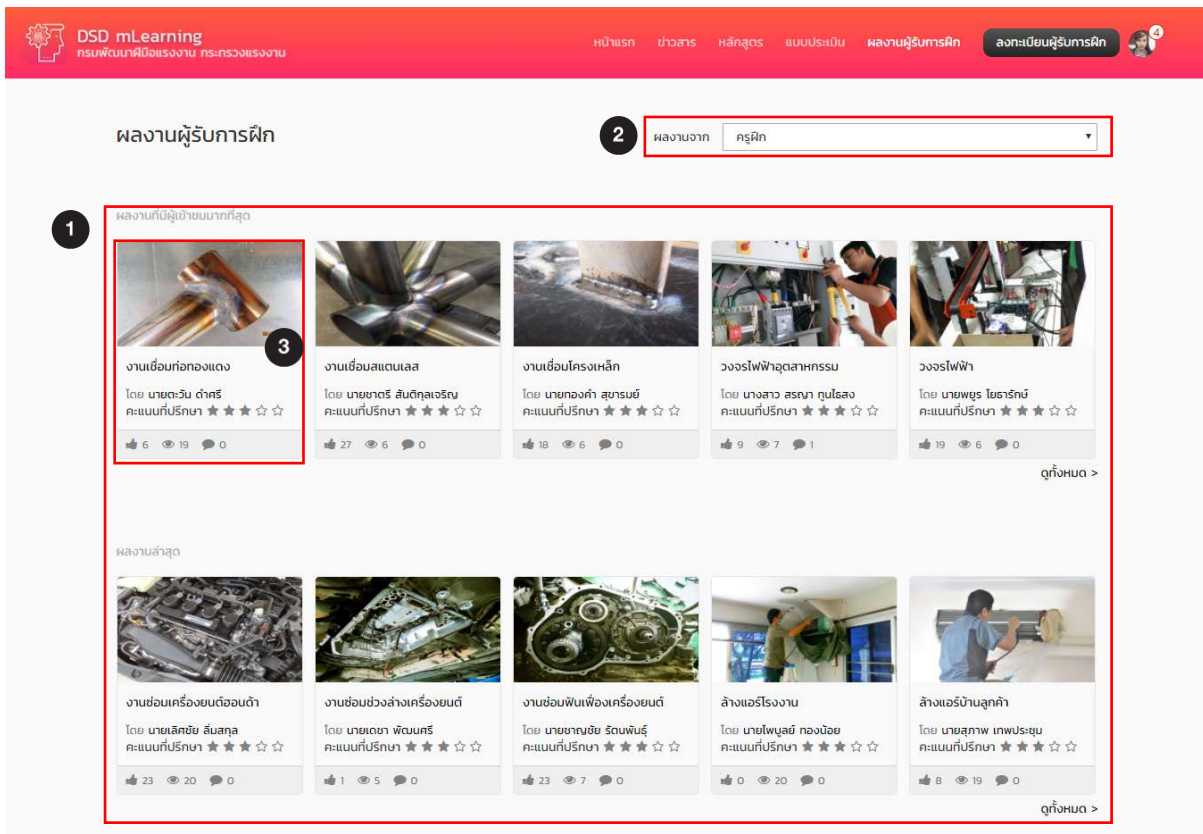 DSD mLearning
กรมพัฒนาฝีมือแรงงาน กระทรวงแรงงาน
หน้าแรก ข่าวสาร หลักสูตร แบบประเมิน ผลงานผู้รับการฝึก ลงทะเบียนผู้รับการฝึก 4
ผลงานผู้รับการฝึก
2 ผลงานจาก ครูฝึก
1
ผลงานที่มีผู้เข้าชมมากที่สุด
3
งานเชื่อมท่อทองแดง งานเชื่อมสแตนเลส งานเชื่อมโครงเหล็ก วงจรไฟฟ้าอุตสาหกรรม วงจรไฟฟ้า
โดย นายตะวัน ดำศรี โดย นายชาตรี สันติกุลเจริญ โดย นายทองคำ สุขารมย์ โดย นางสาว สรญา ทูนไธสง โดย นายพยูร โยธารักษ์
คะแนนที่ปรึกษา ★ ★ ★ ☆ ☆ คะแนนที่ปรึกษา ★ ★ ★ ☆ ☆ คะแนนที่ปรึกษา ★ ★ ★ ☆ ☆ คะแนนที่ปรึกษา ★ ★ ★ ☆ ☆ คะแนนที่ปรึกษา ★ ★ ★ ☆ ☆
6 19 0 27 6 0 18 6 0 9 7 1 19 6 0
ดูทั้งหมด >
ผลงานล่าสุด
งานซ่อมเครื่องยนต์ฮอนด้า งานซ่อมช่วงล่างเครื่องยนต์ งานซ่อมฟันเฟืองเครื่องยนต์ ล้างแอร์โรงงาน ล้างแอร์บ้านลูกค้า
โดย นายเลิศชัย ลิ่มสกุล โดย นายเดชา พัฒนศรี โดย นายชาญชัย รัตนพันธุ์ โดย นายไพบูลย์ ทองน้อย โดย นายสุภาพ เทพประชุม
คะแนนที่ปรึกษา ★ ★ ★ ☆ ☆ คะแนนที่ปรึกษา ★ ★ ★ ☆ ☆ คะแนนที่ปรึกษา ★ ★ ★ ☆ ☆ คะแนนที่ปรึกษา ★ ★ ★ ☆ ☆ คะแนนที่ปรึกษา ★ ★ ★ ☆ ☆
23 20 0 1 5 0 23 7 0 0 20 0 8 19 0
ดูทั้งหมด >